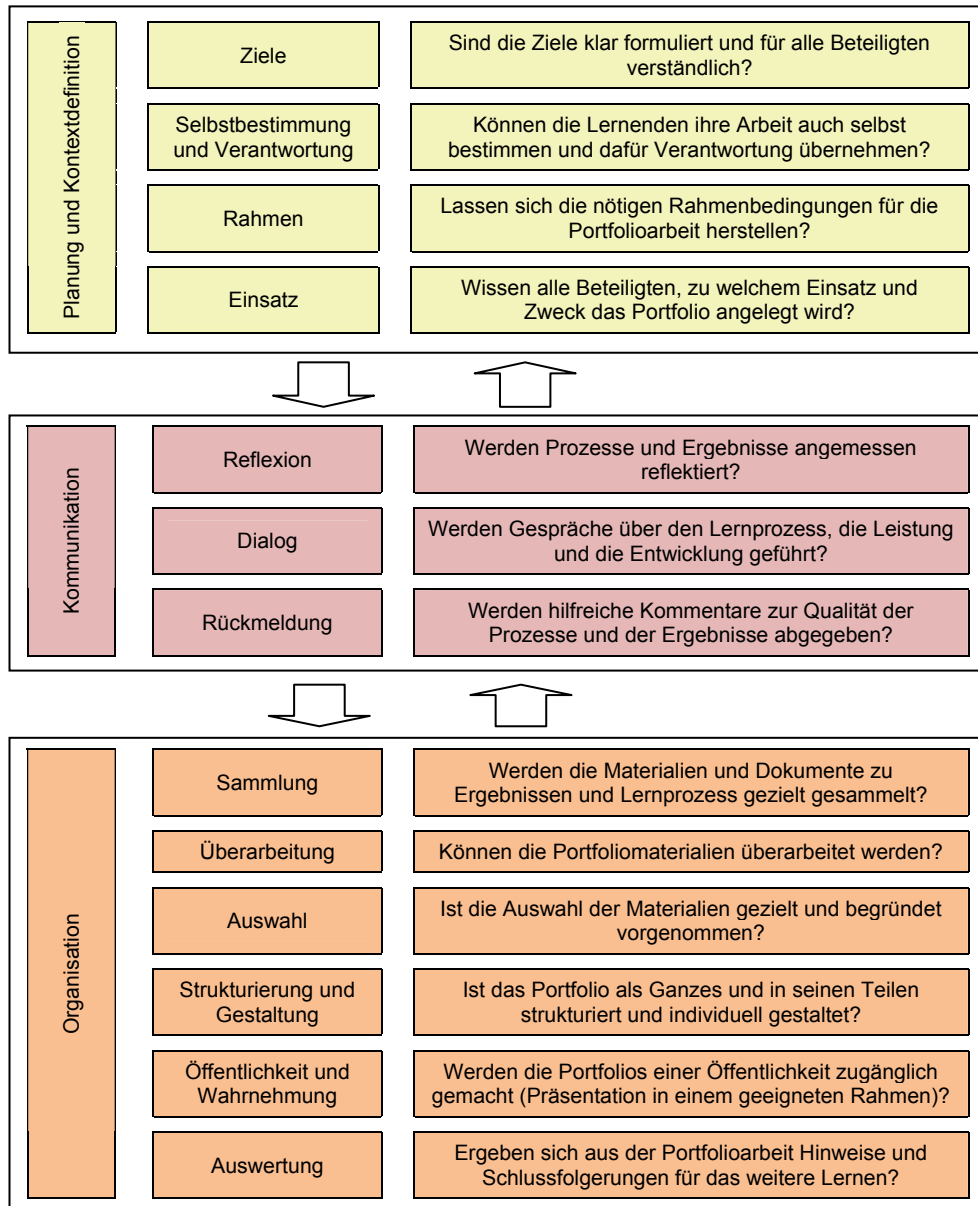 Planung und Kontextdefinition
Ziele
Sind die Ziele klar formuliert und für alle Beteiligten
verständlich?
Selbstbestimmung
und Verantwortung
Können die Lernenden ihre Arbeit auch selbst
bestimmen und dafür Verantwortung übernehmen?
Rahmen
Lassen sich die nötigen Rahmenbedingungen für die
Portfolioarbeit herstellen?
Einsatz
Wissen alle Beteiligten, zu welchem Einsatz und
Zweck das Portfolio angelegt wird?
Kommunikation
Reflexion
Werden Prozesse und Ergebnisse angemessen
reflektiert?
Dialog
Werden Gespräche über den Lernprozess, die Leistung
und die Entwicklung geführt?
Rückmeldung
Werden hilfreiche Kommentare zur Qualität der
Prozesse und der Ergebnisse abgegeben?
Organisation
Sammlung
Werden die Materialien und Dokumente zu
Ergebnissen und Lernprozess gezielt gesammelt?
Überarbeitung
Können die Portfoliomaterialien überarbeitet werden?
Auswahl
Ist die Auswahl der Materialien gezielt und begründet
vorgenommen?
Strukturierung und
Gestaltung
Ist das Portfolio als Ganzes und in seinen Teilen
strukturiert und individuell gestaltet?
Öffentlichkeit und
Wahrnehmung
Werden die Portfolios einer Öffentlichkeit zugänglich
gemacht (Präsentation in einem geeigneten Rahmen)?
Auswertung
Ergeben sich aus der Portfolioarbeit Hinweise und
Schlussfolgerungen für das weitere Lernen?